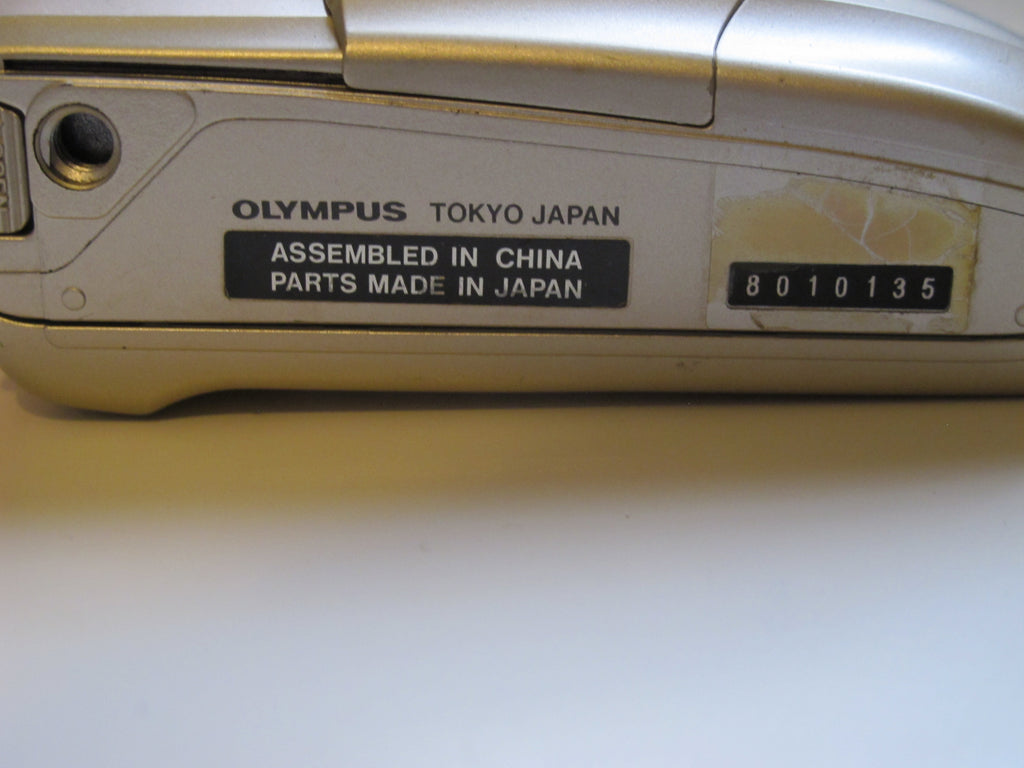 OLYMPUS TOKYO JAPAN
ASSEMBLED IN CHINA
PARTS MADE IN JAPAN
8010135